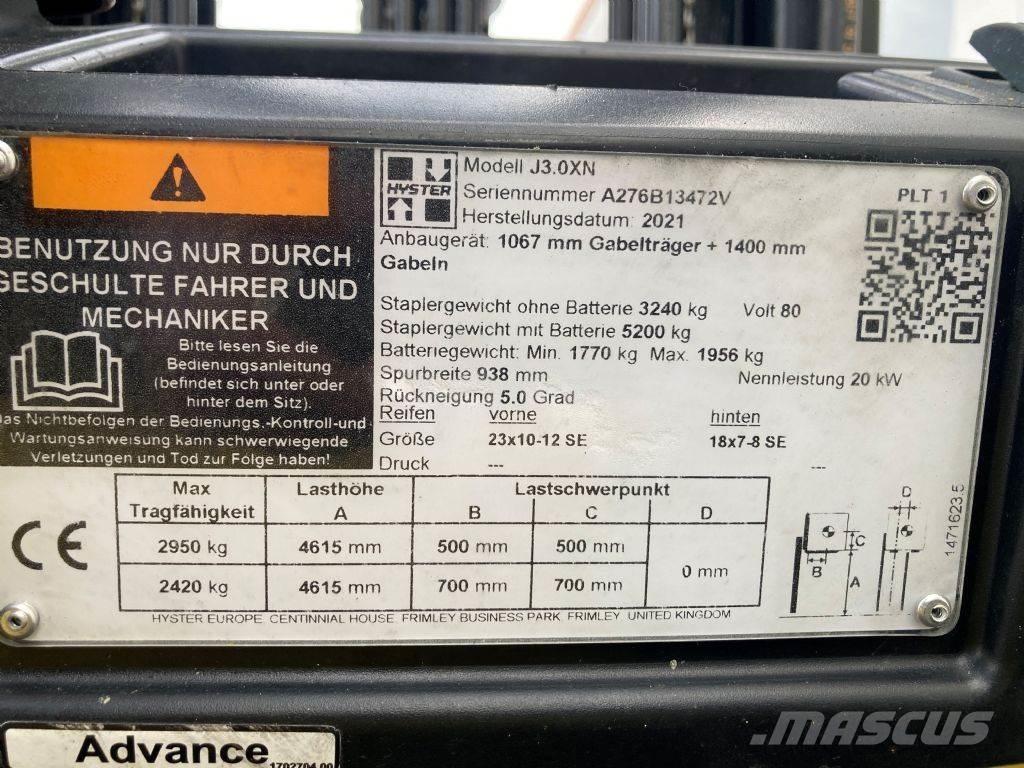 BENUTZUNG NUR DURCH
GESCHULTE FAHRER UND
MECHANIKER
Bitte lesen Sie die
Bedienungsanleitung
(befindet sich unter oder
hinter dem Sitz).
Das Nichtbefolgen der Bedienungs.-Kontroll-und
Wartungsanweisung kann schwerwiegende
Verletzungen und Tod zur Folge haben!
HYSTER
Modell J3.0XN
Seriennummer A276B13472V
Herstellungsdatum: 2021
Anbaugerät: 1067 mm Gabelträger + 1400 mm
Gabeln
PLT 1
Staplergewicht ohne Batterie 3240 kg Volt 80
Staplergewicht mit Batterie 5200 kg
Batteriegewicht: Min. 1770 kg Max. 1956 kg
Spurbreite 938 mm Nennleistung 20 kW
Rückneigung 5.0 Grad
Reifen vorne hinten
Größe 23x10-12 SE 18x7-8 SE
Druck --- ---
Max Lasthöhe Lastschwerpunkt
Tragfähigkeit A B C D
2950 kg 4615 mm 500 mm 500 mm
0 mm
2420 kg 4615 mm 700 mm 700 mm
CE
D
C
B
A
1471623.5
HYSTER EUROPE CENTINNIAL HOUSE FRIMLEY BUSINESS PARK FRIMLEY UNITED KINGDOM
Advance
1702704 00
MASCUS